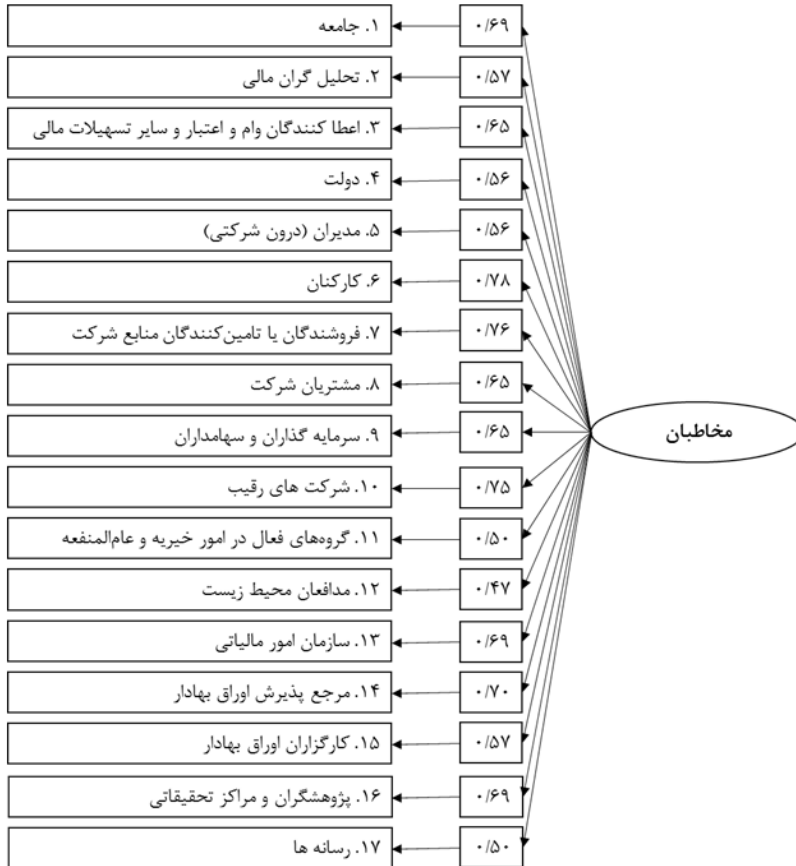 ۱. جامعه
۰/۶۹
۲. تحلیل گران مالی
۰/۵۷
۳. اعطا کنندگان وام و اعتبار و سایر تسهیلات مالی
۰/۶۵
۴. دولت
۰/۵۶
۵. مدیران (درون شرکتی)
۰/۵۶
۶. کارکنان
۰/۷۸
۷. فروشندگان یا تامین‌کنندگان منابع شرکت
۰/۷۶
۸. مشتریان شرکت
۰/۶۵
۹. سرمایه گذاران و سهامداران
۰/۶۵
مخاطبان
۱۰. شرکت های رقیب
۰/۷۵
۱۱. گروه‌های فعال در امور خیریه و عام‌المنفعه
۰/۵۰
۱۲. مدافعان محیط زیست
۰/۴۷
۱۳. سازمان امور مالیاتی
۰/۶۹
۱۴. مرجع پذیرش اوراق بهادار
۰/۷۰
۱۵. کارگزاران اوراق بهادار
۰/۵۷
۱۶. پژوهشگران و مراکز تحقیقاتی
۰/۶۹
۱۷. رسانه ها
۰/۵۰